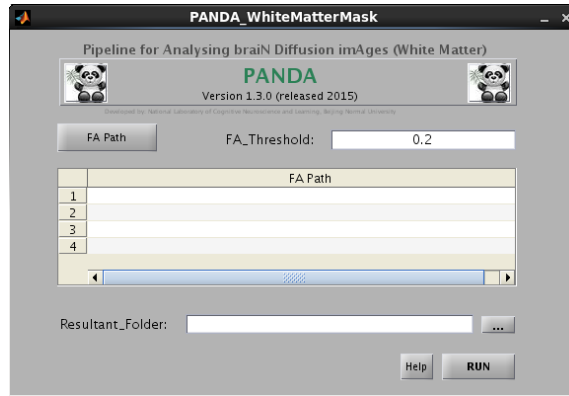 PANDA_WhiteMatterMask
Pipeline for Analysing braiN Diffusion imAges (White Matter)
PANDA
Version 1.3.0 (released 2015)
Developed by National Laboratory of Cognitive Neuroscience and Learning, Beijing Normal University
FA Path
FA_Threshold: 0.2
FA Path
1
2
3
4
Resultant_Folder: ...
Help RUN